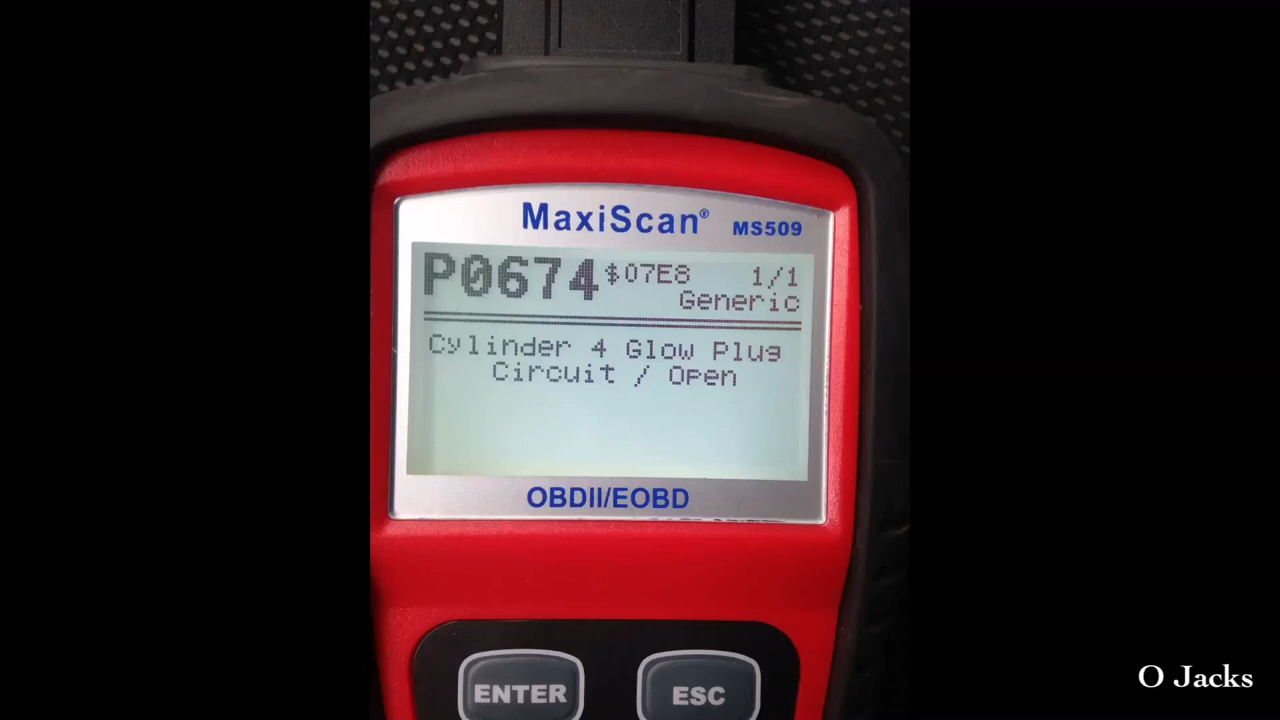 MaxiScan® MS509
P0674 $07E8 1/1
Generic
Cylinder 4 Glow Plug
Circuit / Open
OBDII/EOBD
ENTER ESC
O Jacks